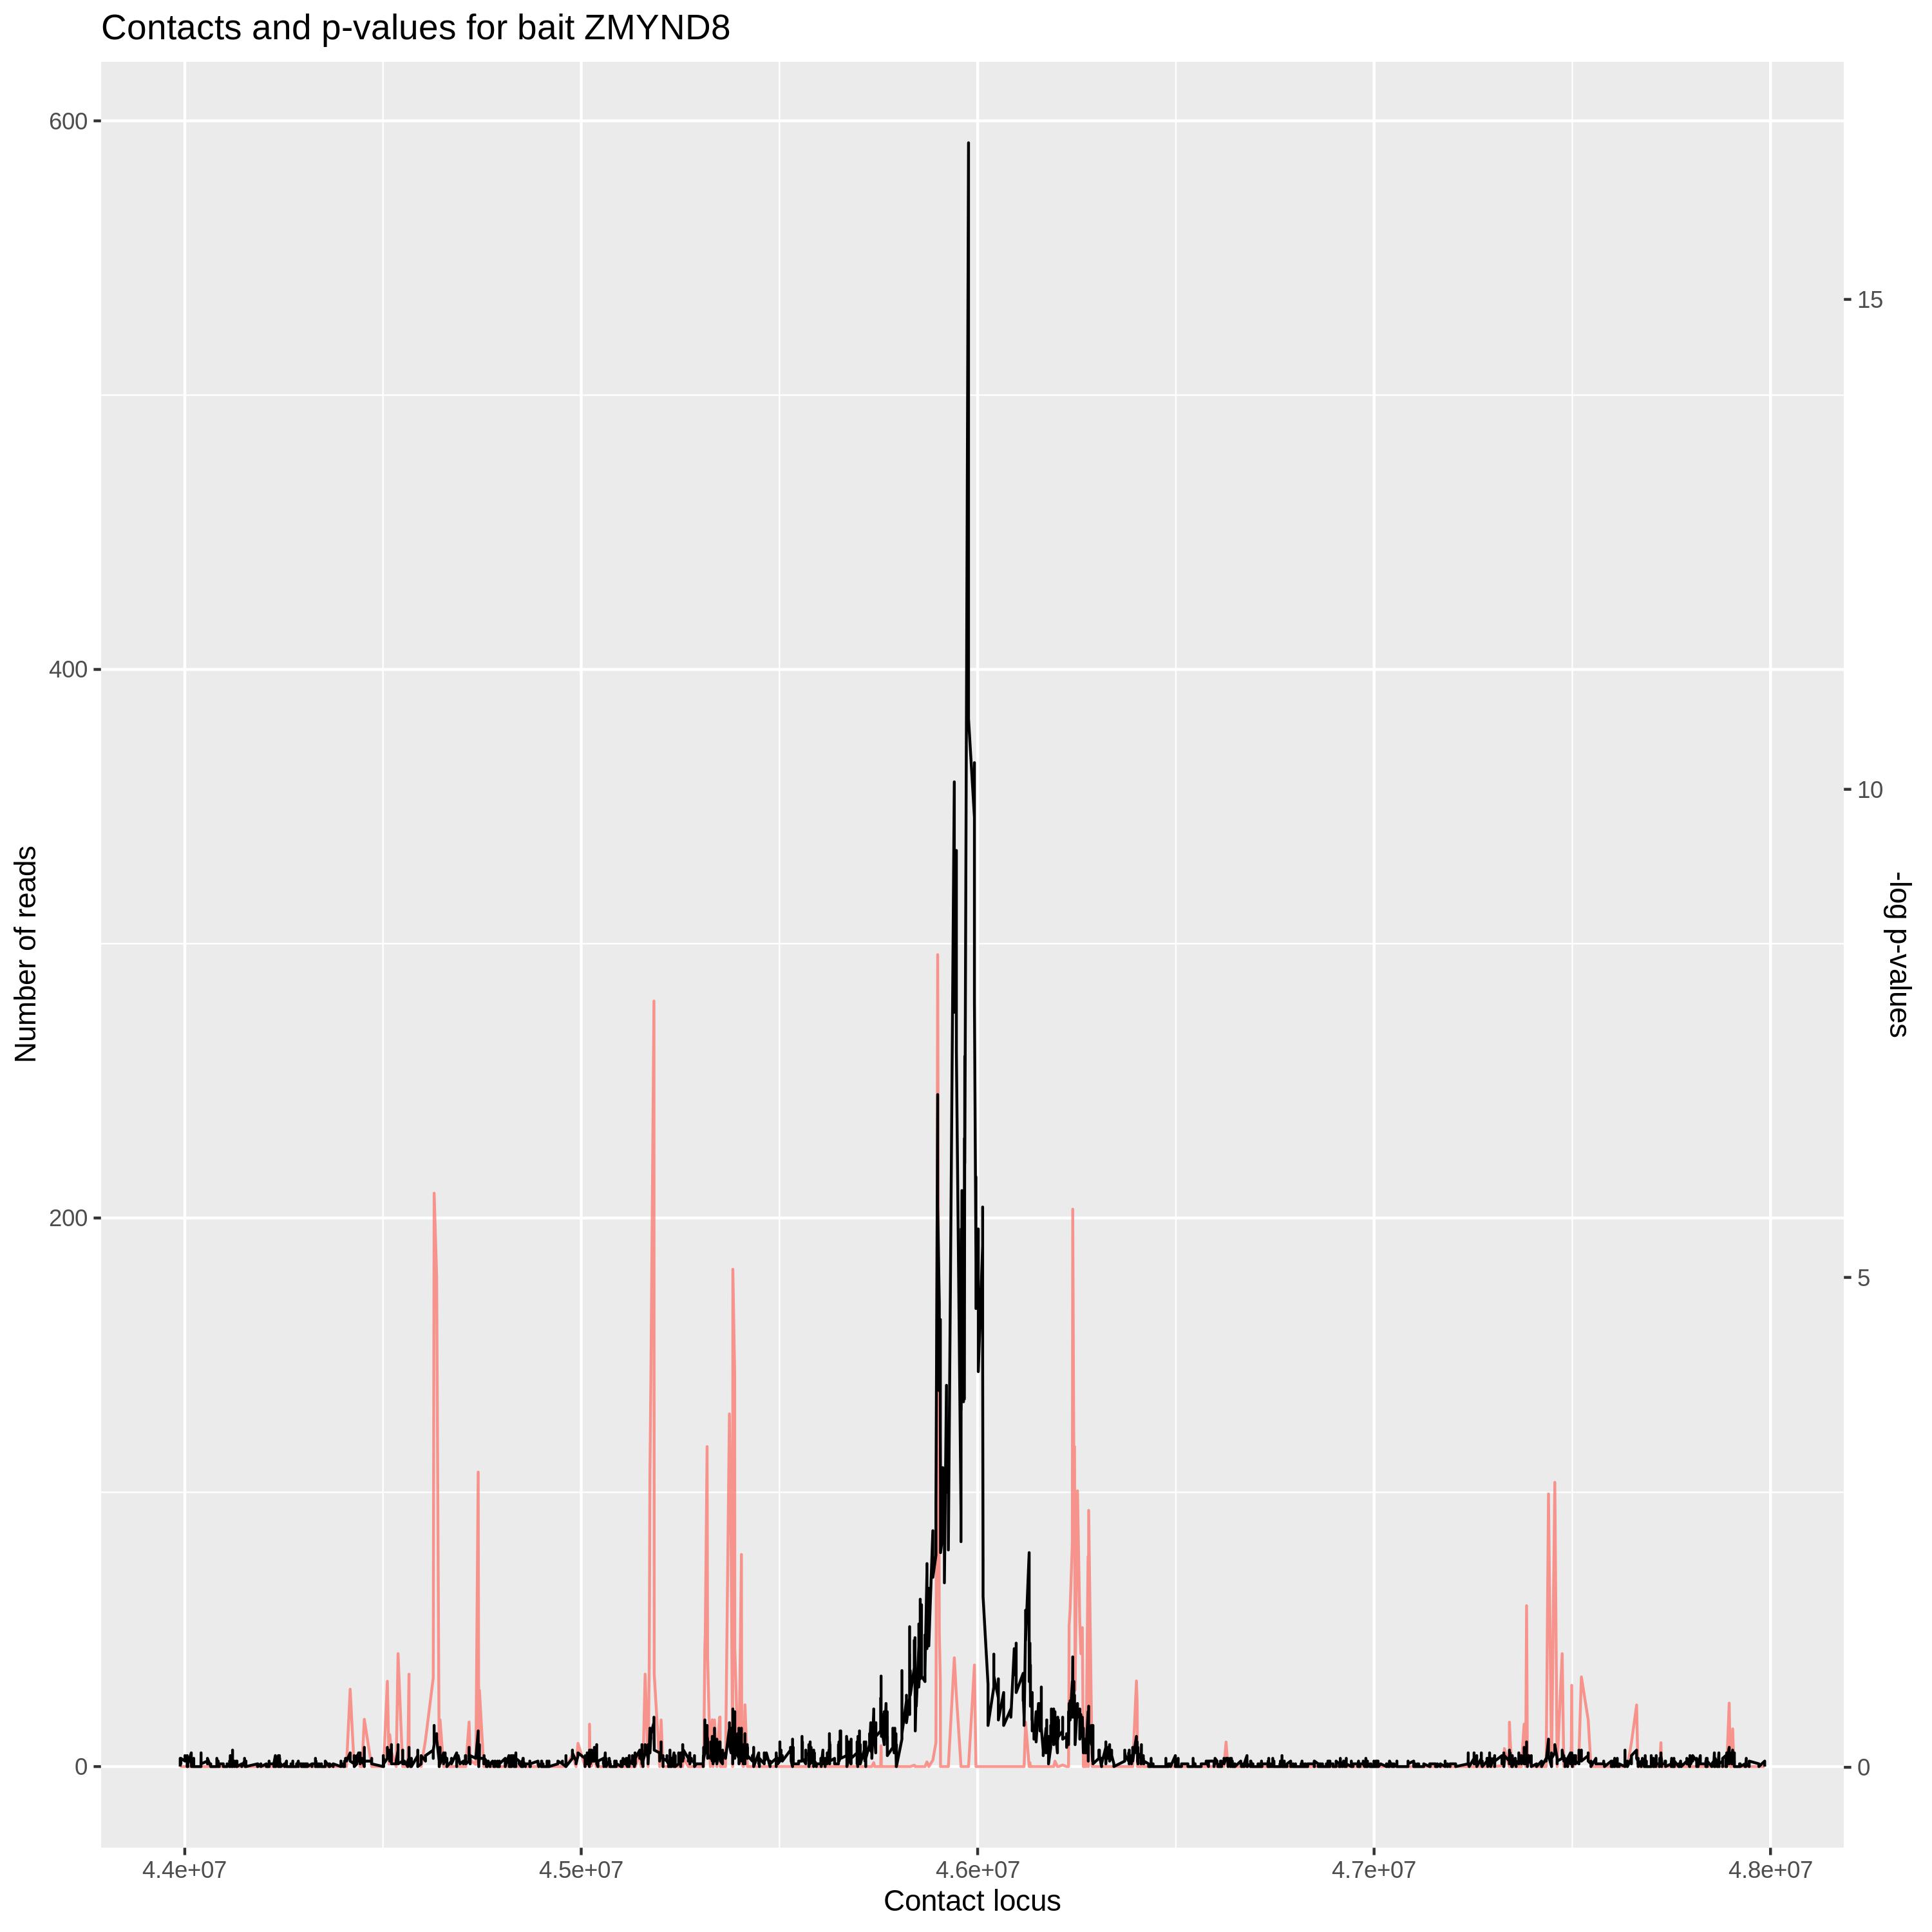 Contacts and p-values for bait ZMYND8
600
400
200
0
Number of reads
15
10
5
0
-log p-values
4.4e+07
4.5e+07
4.6e+07
4.7e+07
4.8e+07
Contact locus